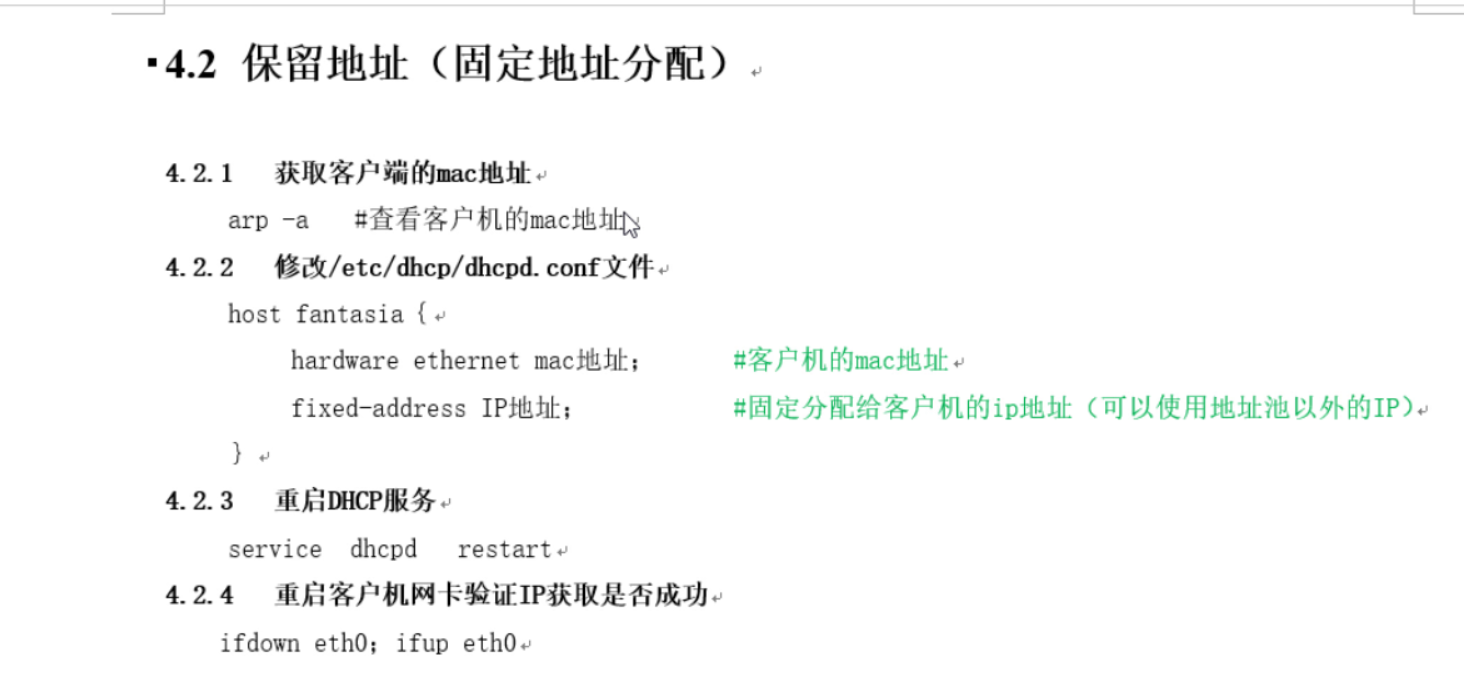 4.2 保留地址（固定地址分配）
4.2.1 获取客户端的mac地址
arp -a #查看客户机的mac地址
4.2.2 修改/etc/dhcp/dhcpd.conf文件
host fantasia {
hardware ethernet mac地址; #客户机的mac地址
fixed-address IP地址; #固定分配给客户机的ip地址（可以使用地址池以外的IP）
}
4.2.3 重启DHCP服务
service dhcpd restart
4.2.4 重启客户机网卡验证IP获取是否成功
ifdown eth0；ifup eth0